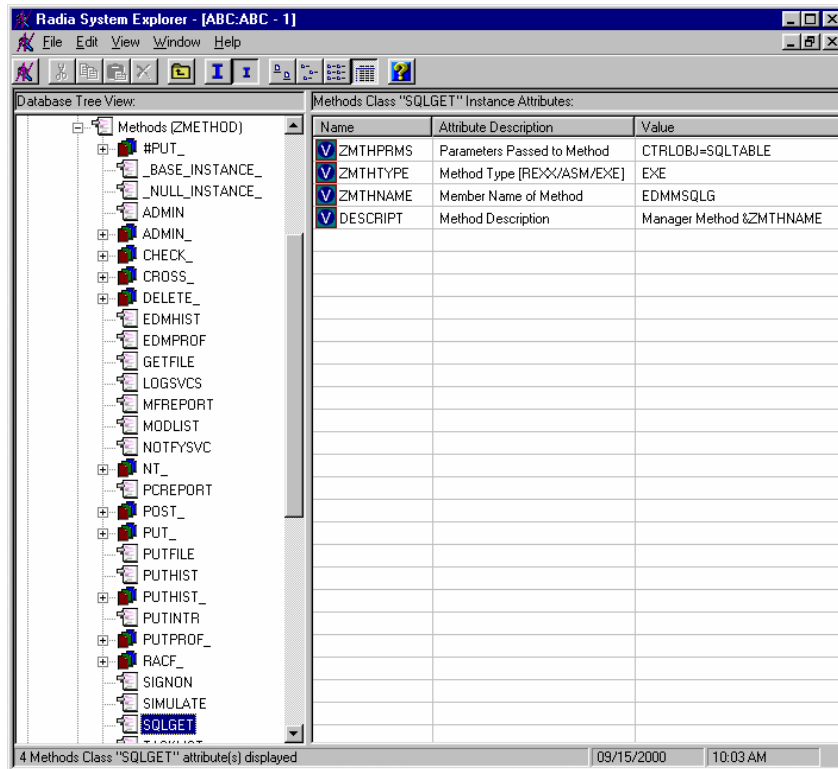 Radia System Explorer - [ABC:ABC - 1]
File Edit View Window Help
Database Tree View:
Methods Class "SQLGET" Instance Attributes:
Methods (ZMETHOD)
#PUT_
_BASE_INSTANCE_
_NULL_INSTANCE_
ADMIN
ADMIN_
CHECK_
CROSS_
DELETE_
EDMHIST
EDMPROF
GETFILE
LOGSVCS
MFREPORT
MODLIST
NOTFYSVC
NT_
PCREPORT
POST_
PUT_
PUTFILE
PUTHIST
PUTHIST_
PUTINTR
PUTPROF_
RACF_
SIGNON
SIMULATE
SQLGET
Name Attribute Description Value
ZMTHPRMS Parameters Passed to Method CTRLOBJ=SQLTABLE
ZMTHTYPE Method Type [REXX/ASM/EXE] EXE
ZMTHNAME Member Name of Method EDMMSQLG
DESCRIPT Method Description Manager Method &ZMTHNAME
4 Methods Class "SQLGET" attribute(s) displayed
09/15/2000
10:03 AM